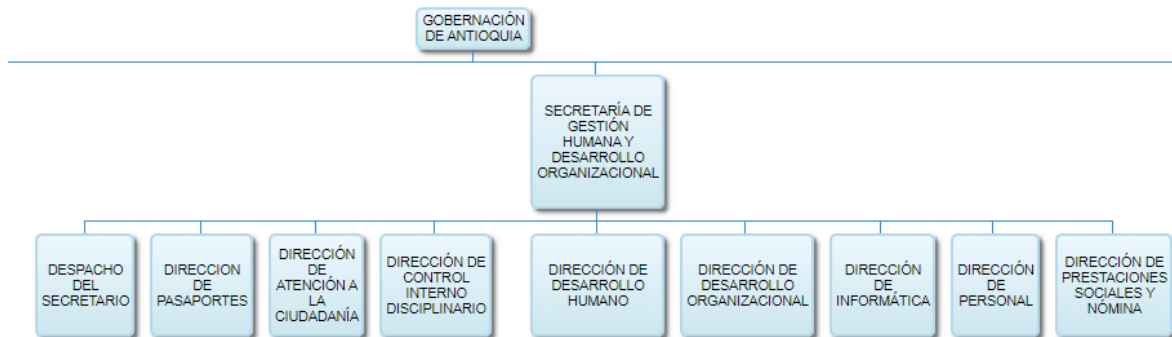 GOBERNACIÓN
DE ANTIOQUIA
SECRETARÍA DE
GESTIÓN
HUMANA Y
DESARROLLO
ORGANIZACIONAL
DESPACHO
DEL
SECRETARIO
DIRECCION
DE
PASAPORTES
DIRECCIÓN
DE
ATENCIÓN A
LA
CIUDADANÍA
DIRECCIÓN DE
CONTROL
INTERNO
DISCIPLINARIO
DIRECCIÓN DE
DESARROLLO
HUMANO
DIRECCIÓN DE
DESARROLLO
ORGANIZACIONAL
DIRECCIÓN
DE
INFORMÁTICA
DIRECCIÓN
DE
PERSONAL
DIRECCIÓN DE
PRESTACIONES
SOCIALES Y
NÓMINA